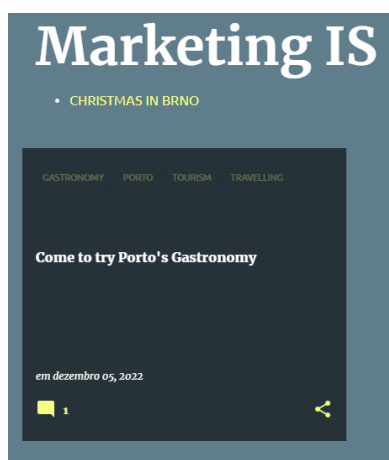 Marketing IS
CHRISTMAS IN BRNO
GASTRONOMY PORTO TOURISM TRAVELLING
Come to try Porto's Gastronomy
em dezembro 05, 2022
1